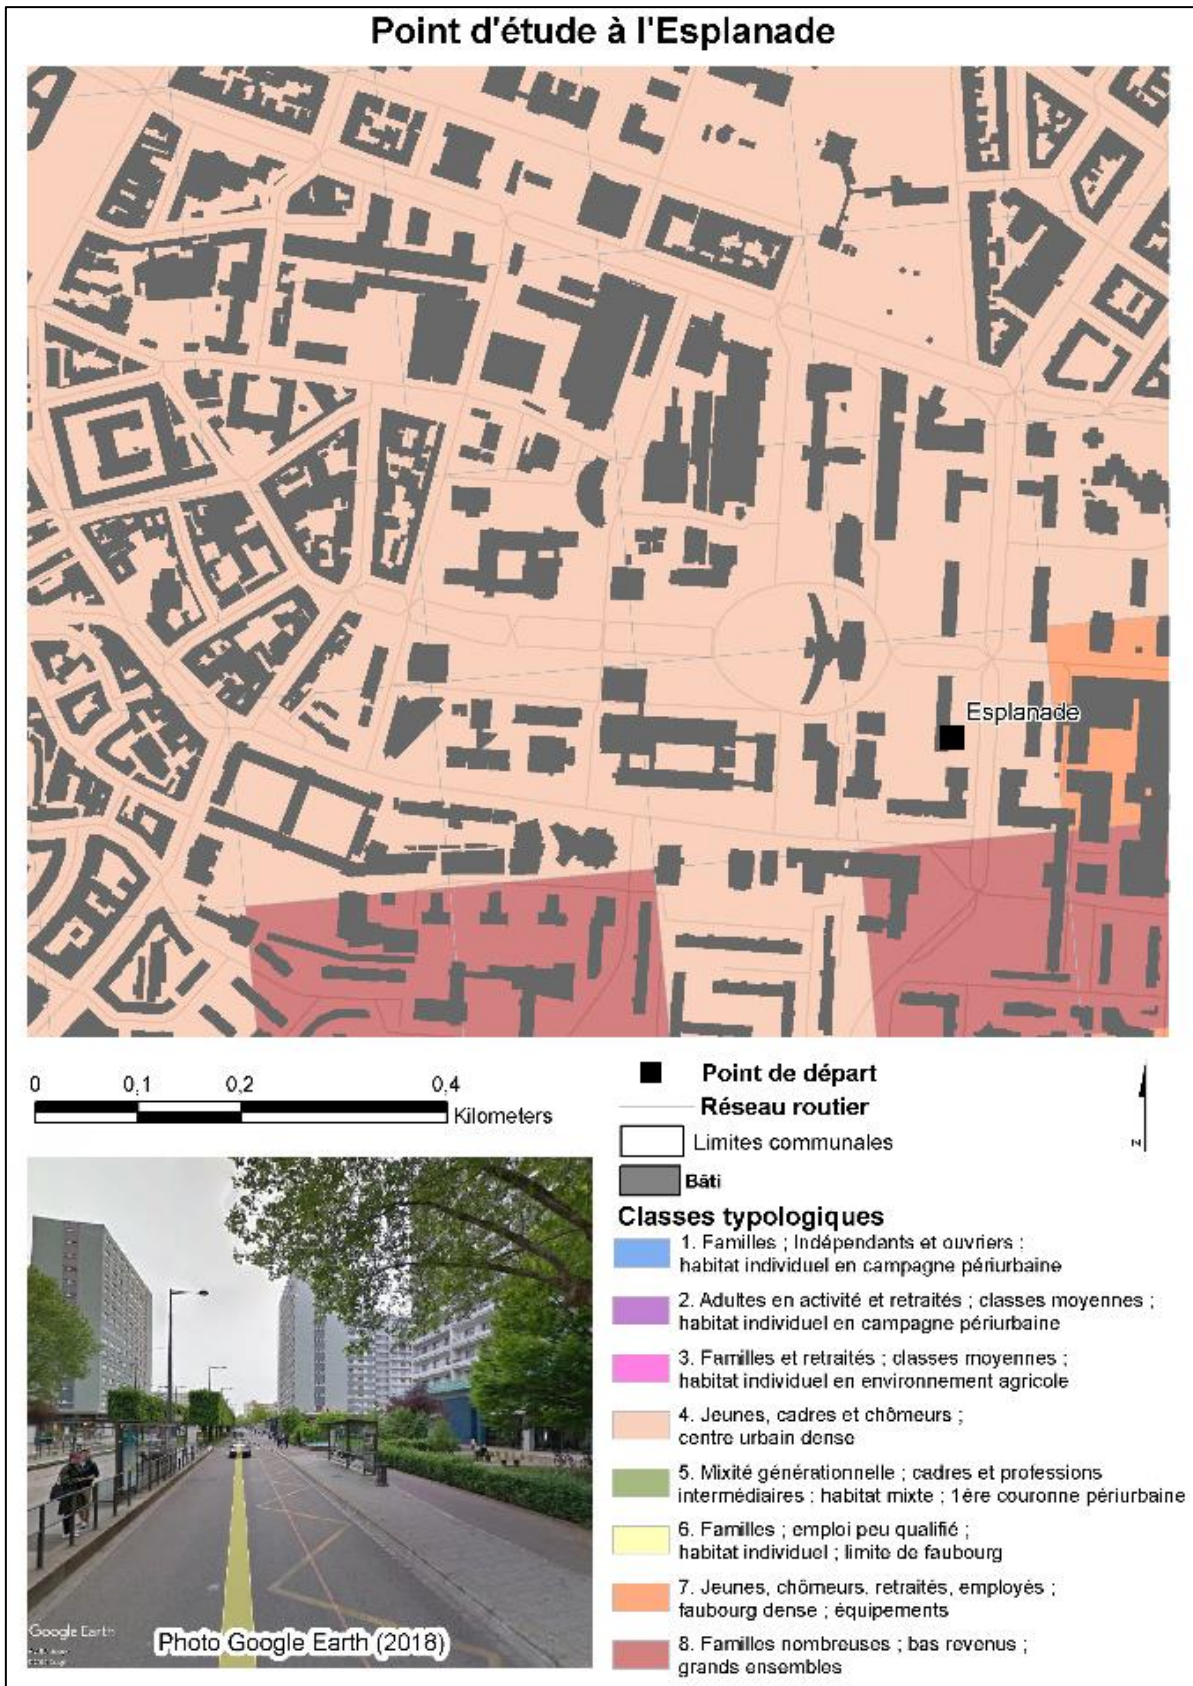 Point d'étude à l'Esplanade
Esplanade
0 0,1 0,2 0,4
Kilometers
Point de départ
Réseau routier
Limites communales
Bâti
N
Classes typologiques
1. Familles ; Indépendants et ouvriers ;
habitat individuel en campagne périurbaine
2. Adultes en activité et retraités ; classes moyennes ;
habitat individuel en campagne périurbaine
3. Familles et retraités ; classes moyennes ;
habitat individuel en environnement agricole
4. Jeunes, cadres et chômeurs ;
centre urbain dense
5. Mixité générationnelle ; cadres et professions
intermédiaires ; habitat mixte ; 1ère couronne périurbaine
6. Familles ; emploi peu qualifié ;
habitat individuel ; limite de faubourg
7. Jeunes, chômeurs, retraités, employés ;
faubourg dense ; équipements
8. Familles nombreuses ; bas revenus ;
grands ensembles
Google Earth
Photo Google Earth (2018)